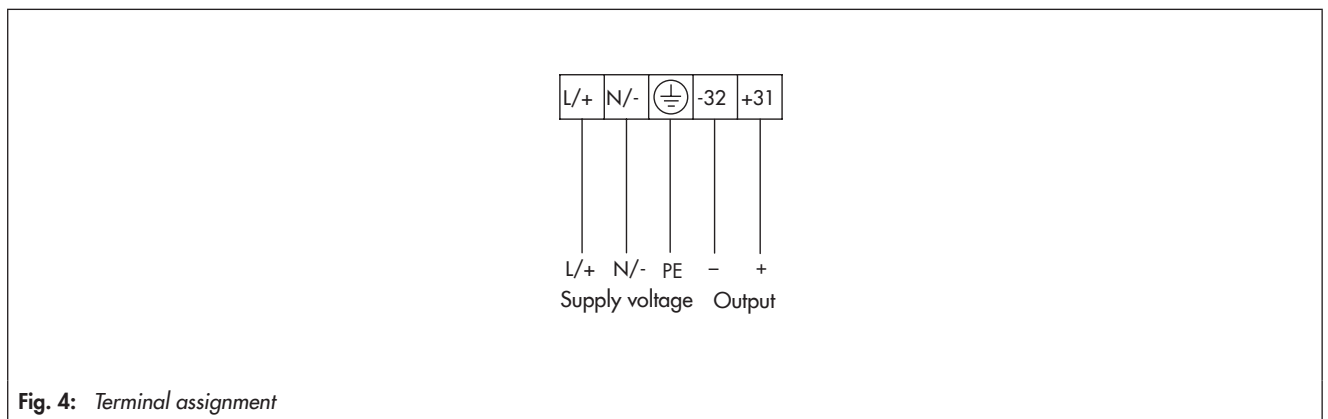 L/+ N/- -32 +31
L/+ N/- PE – +
Supply voltage Output
Fig. 4: Terminal assignment